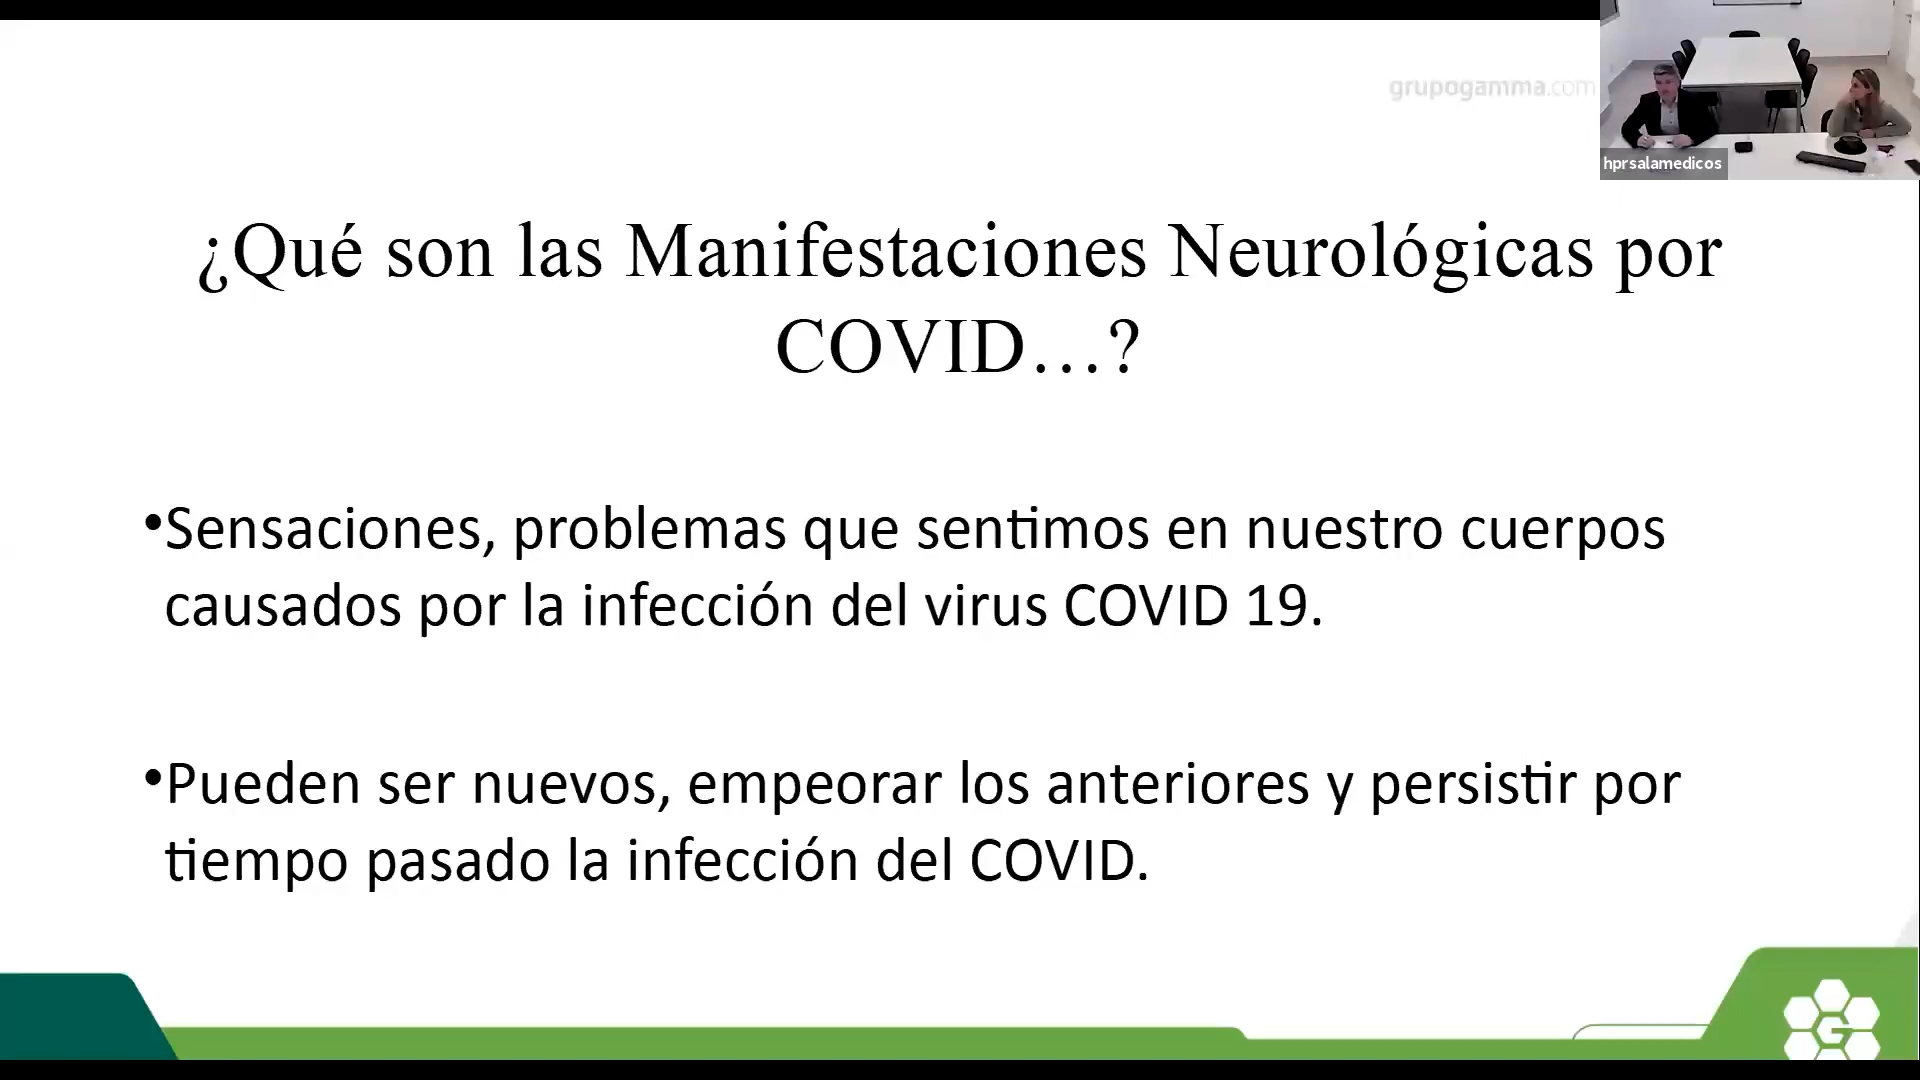 grupogamma.com
hprsalamedicos
¿Qué son las Manifestaciones Neurológicas por
COVID…?
•Sensaciones, problemas que sentimos en nuestro cuerpos
causados por la infección del virus COVID 19.
•Pueden ser nuevos, empeorar los anteriores y persistir por
tiempo pasado la infección del COVID.
G